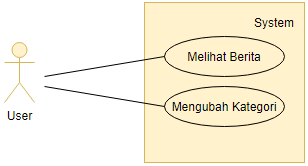 System
Melihat Berita
Mengubah Kategori
User